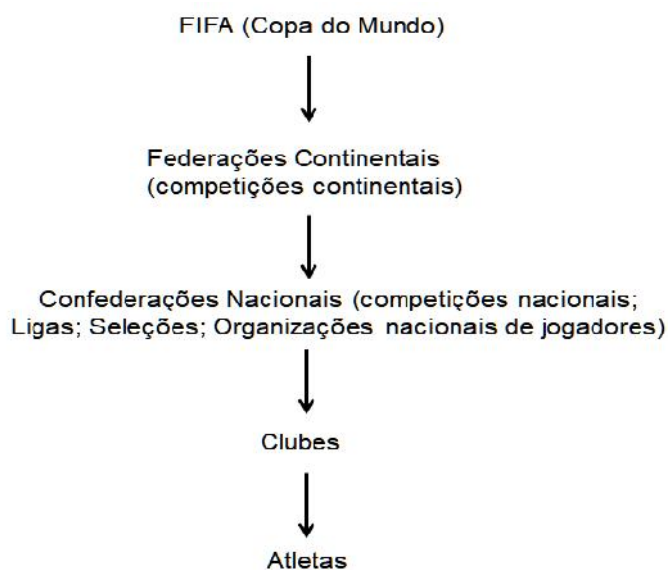 FIFA (Copa do Mundo)
Federações Continentais
(competições continentais)
Confederações Nacionais (competições nacionais;
Ligas; Seleções; Organizações nacionais de jogadores)
Clubes
Atletas